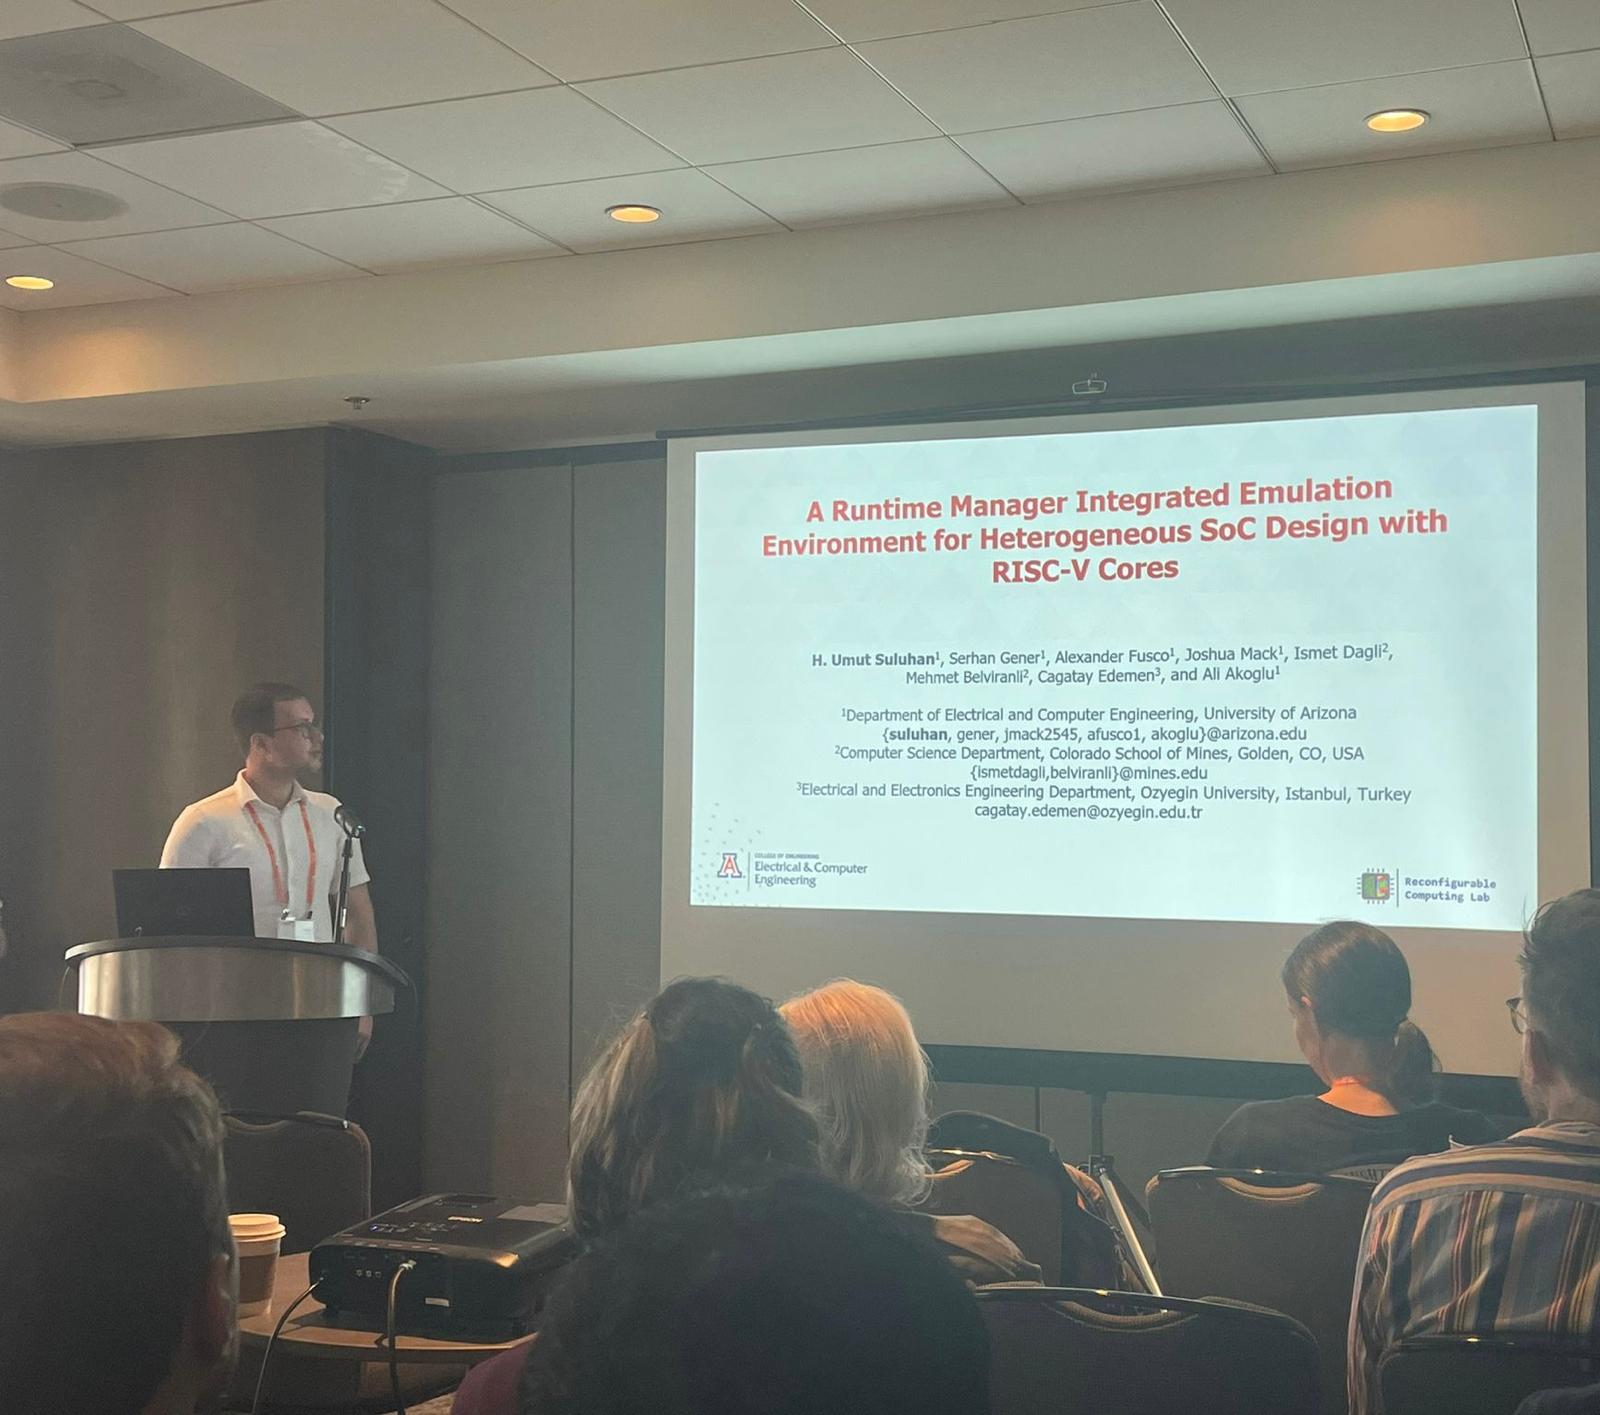 A Runtime Manager Integrated Emulation
Environment for Heterogeneous SoC Design with
RISC-V Cores
H. Umut Suluhan¹, Serhan Gener¹, Alexander Fusco¹, Joshua Mack¹, Ismet Dagli²,
Mehmet Belviranli², Cagatay Edemen³, and Ali Akoglu¹
¹Department of Electrical and Computer Engineering, University of Arizona
{suluhan, gener, jmack2545, afusco1, akoglu}@arizona.edu
²Computer Science Department, Colorado School of Mines, Golden, CO, USA
{ismetdagli,belviranli}@mines.edu
³Electrical and Electronics Engineering Department, Ozyegin University, Istanbul, Turkey
cagatay.edemen@ozyegin.edu.tr
A
COLLEGE OF ENGINEERING
Electrical & Computer
Engineering
Reconfigurable
Computing Lab
EPSON